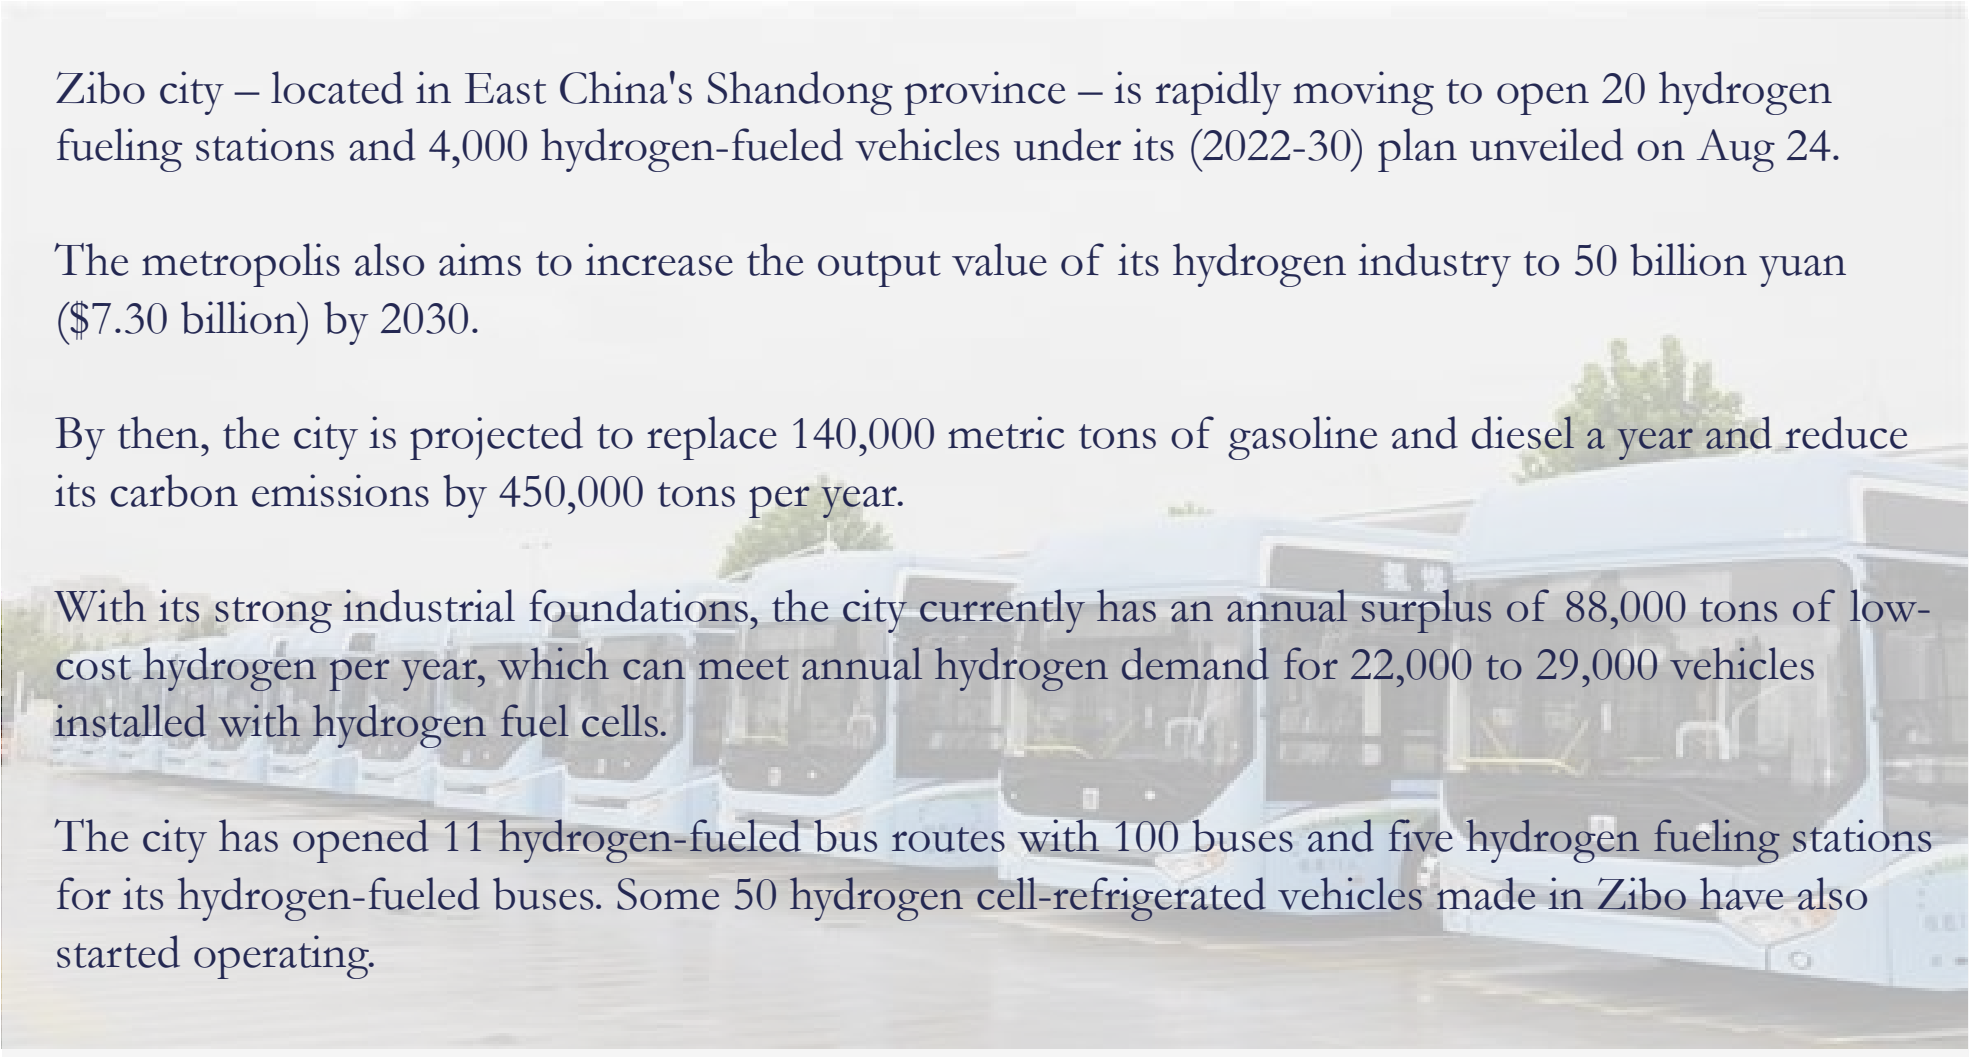 Zibo city – located in East China's Shandong province – is rapidly moving to open 20 hydrogen
fueling stations and 4,000 hydrogen-fueled vehicles under its (2022-30) plan unveiled on Aug 24.
The metropolis also aims to increase the output value of its hydrogen industry to 50 billion yuan
($7.30 billion) by 2030.
By then, the city is projected to replace 140,000 metric tons of gasoline and diesel a year and reduce
its carbon emissions by 450,000 tons per year.
With its strong industrial foundations, the city currently has an annual surplus of 88,000 tons of low-
cost hydrogen per year, which can meet annual hydrogen demand for 22,000 to 29,000 vehicles
installed with hydrogen fuel cells.
The city has opened 11 hydrogen-fueled bus routes with 100 buses and five hydrogen fueling stations
for its hydrogen-fueled buses. Some 50 hydrogen cell-refrigerated vehicles made in Zibo have also
started operating.